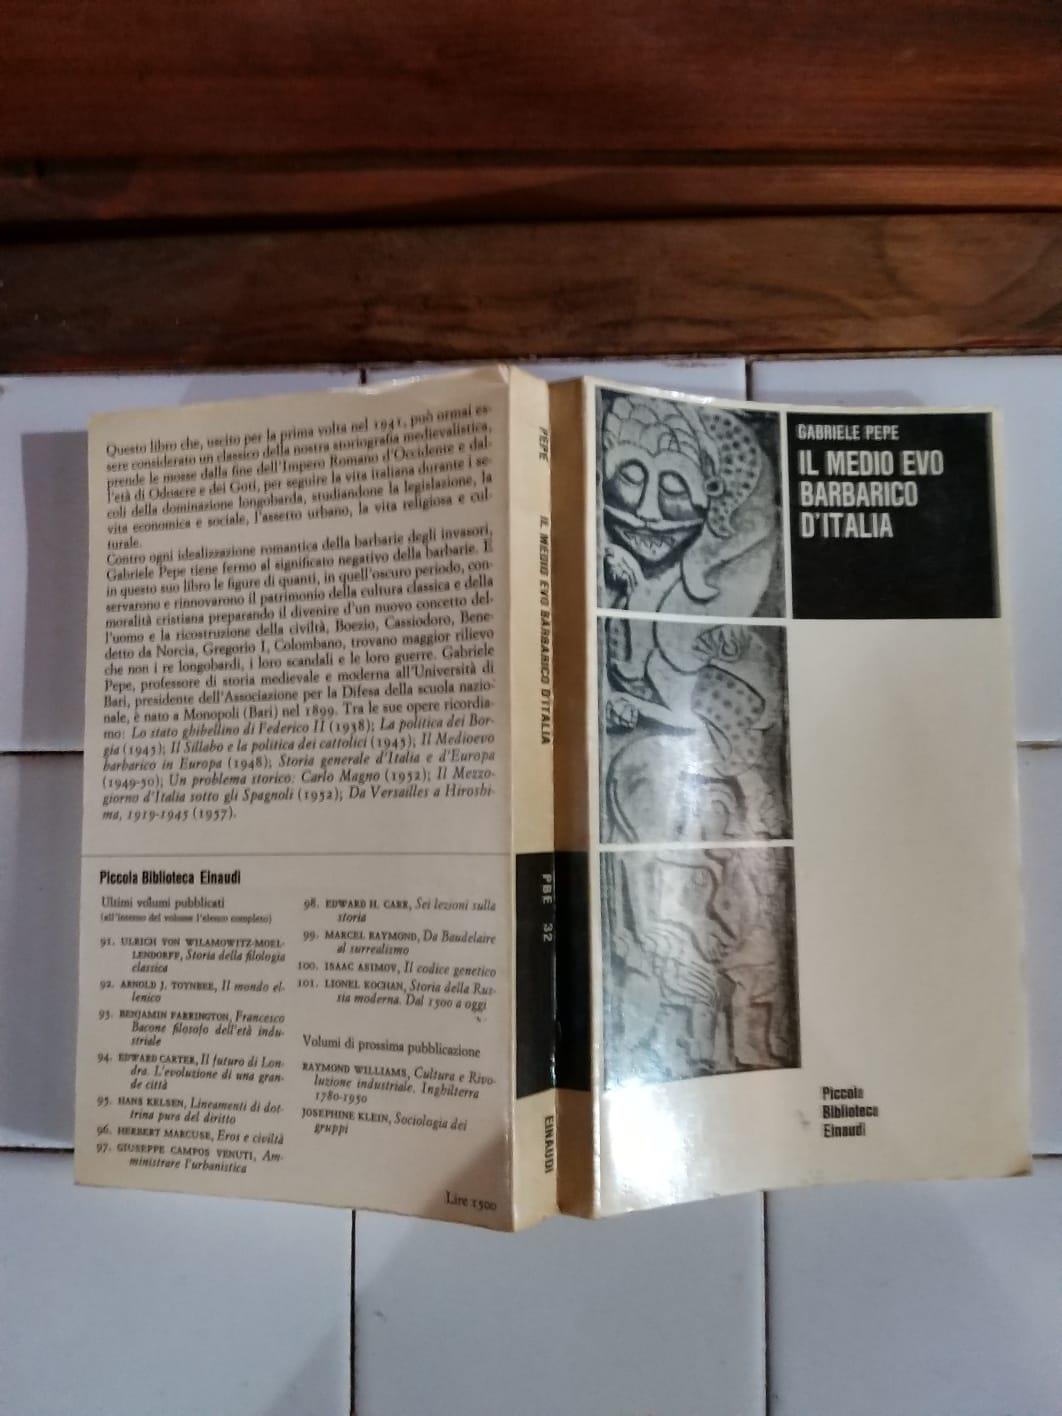 Questo libro che, uscito per la prima volta nel 1941, può ormai es-
sere considerato un classico della nostra storiografia medievalistica,
prende le mosse dalla fine dell'Impero Romano d'Occidente e dal-
l'età di Odoacre e dei Goti, per seguire la vita italiana durante i se-
coli della dominazione longobarda, studiandone la legislazione, la
vita economica e sociale, l'assetto urbano, la vita religiosa e cul-
turale.
Contro ogni idealizzazione romantica della barbarie degli invasori,
Gabriele Pepe tiene fermo al significato negativo della barbarie. E
in questo suo libro le figure di quanti, in quell'oscuro periodo, con-
servarono e rinnovarono il patrimonio della cultura classica e della
moralità cristiana preparando il divenire d'un nuovo concetto del-
l'uomo e la ricostruzione della civiltà, Boezio, Cassiodoro, Bene-
detto da Norcia, Gregorio I, Colombano, trovano maggior rilievo
che non i re longobardi, i loro scandali e le loro guerre. Gabriele
Pepe, professore di storia medievale e moderna all'Università di
Bari, presidente dell'Associazione per la Difesa della scuola nazio-
nale, è nato a Monopoli (Bari) nel 1899. Tra le sue opere ricordia-
mo: Lo stato ghibellino di Federico II (1938); La politica dei Bor-
gia (1945); Il Sillabo e la politica dei cattolici (1945); Il Medioevo
barbarico in Europa (1948); Storia generale d'Italia e d'Europa
(1949-50); Un problema storico: Carlo Magno (1952); Il Mezzo-
giorno d'Italia sotto gli Spagnoli (1952); Da Versailles a Hiroshi-
ma, 1919-1945 (1957).
Piccola Biblioteca Einaudi
Ultimi volumi pubblicati
(all'interno del volume l'elenco completo)
91. ULRICH VON WILAMOWITZ-MOEL-
LENDORFF, Storia della filologia
classica
92. ARNOLD J. TOYNBEE, Il mondo el-
lenico
93. BENJAMIN FARRINGTON, Francesco
Bacone filosofo dell'età indu-
striale
94. EDWARD CARTER, Il futuro di Lon-
dra. L'evoluzione di una gran-
de città
95. HANS KELSEN, Lineamenti di dot-
trina pura del diritto
96. HERBERT MARCUSE, Eros e civiltà
97. GIUSEPPE CAMPOS VENUTI, Am-
ministrare l'urbanistica
98. EDWARD H. CARR, Sei lezioni sulla
storia
99. MARCEL RAYMOND, Da Baudelaire
al surrealismo
100. ISAAC ASIMOV, Il codice genetico
101. LIONEL KOCHAN, Storia della Rus-
sia moderna. Dal 1500 a oggi
Volumi di prossima pubblicazione
RAYMOND WILLIAMS, Cultura e Rivo-
luzione industriale. Inghilterra
1780-1950
JOSEPHINE KLEIN, Sociologia dei
gruppi
Lire 1500
PEPE IL MEDIO EVO BARBARICO D'ITALIA
PBE 32
EINAUDI
GABRIELE PEPE
IL MEDIO EVO
BARBARICO
D'ITALIA
Piccola
Biblioteca
Einaudi